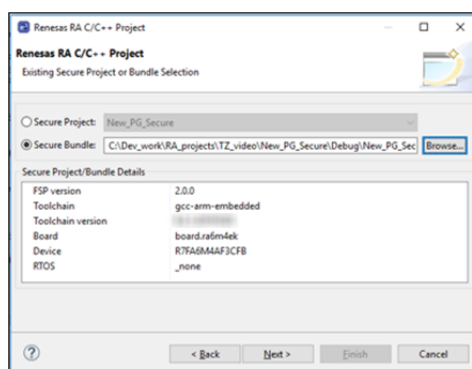 Renesas RA C/C++ Project
Renesas RA C/C++ Project
Existing Secure Project or Bundle Selection
Secure Project: New_PG_Secure
Secure Bundle: C:\Dev_work\RA_projects\TZ_video\New_PG_Secure\Debug\New_PG_Sec Browse...
Secure Project/Bundle Details
FSP version 2.0.0
Toolchain gcc-arm-embedded
Toolchain version
Board board.ra6m4ek
Device R7FA6M4AF3CFB
RTOS _none
? < Back Next > Finish Cancel